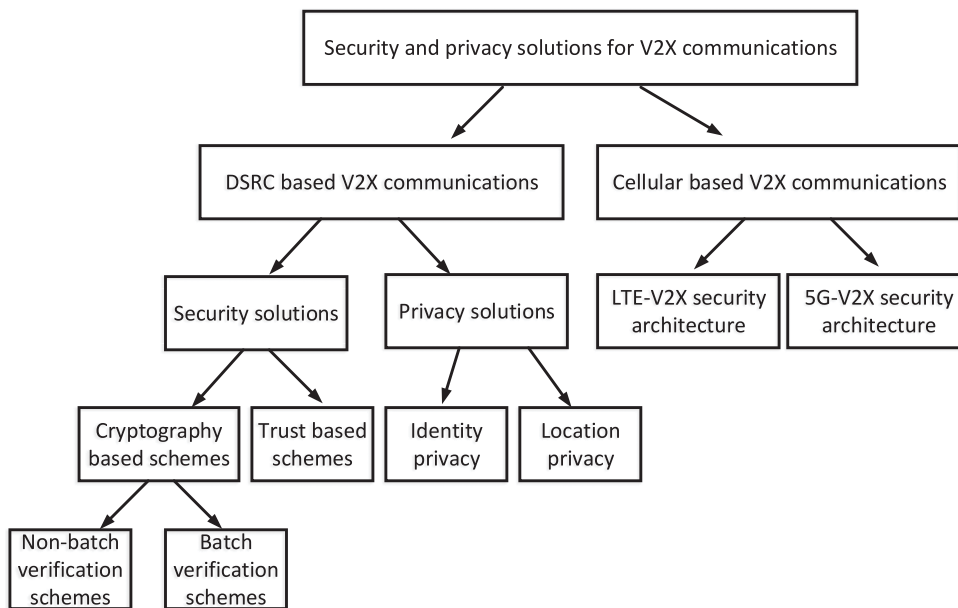 Security and privacy solutions for V2X communications
DSRC based V2X communications
Cellular based V2X communications
Security solutions
Privacy solutions
LTE-V2X security
architecture
5G-V2X security
architecture
Cryptography
based schemes
Trust based
schemes
Identity
privacy
Location
privacy
Non-batch
verification
schemes
Batch
verification
schemes